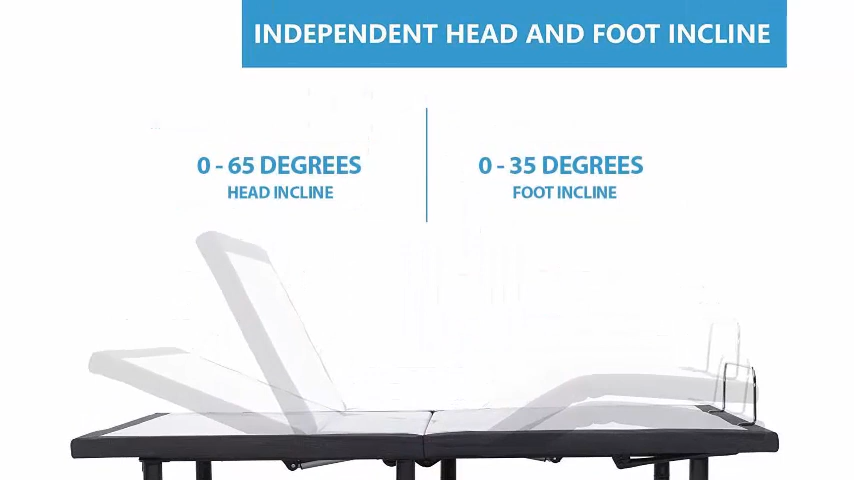 INDEPENDENT HEAD AND FOOT INCLINE
0 - 65 DEGREES
HEAD INCLINE
0 - 35 DEGREES
FOOT INCLINE